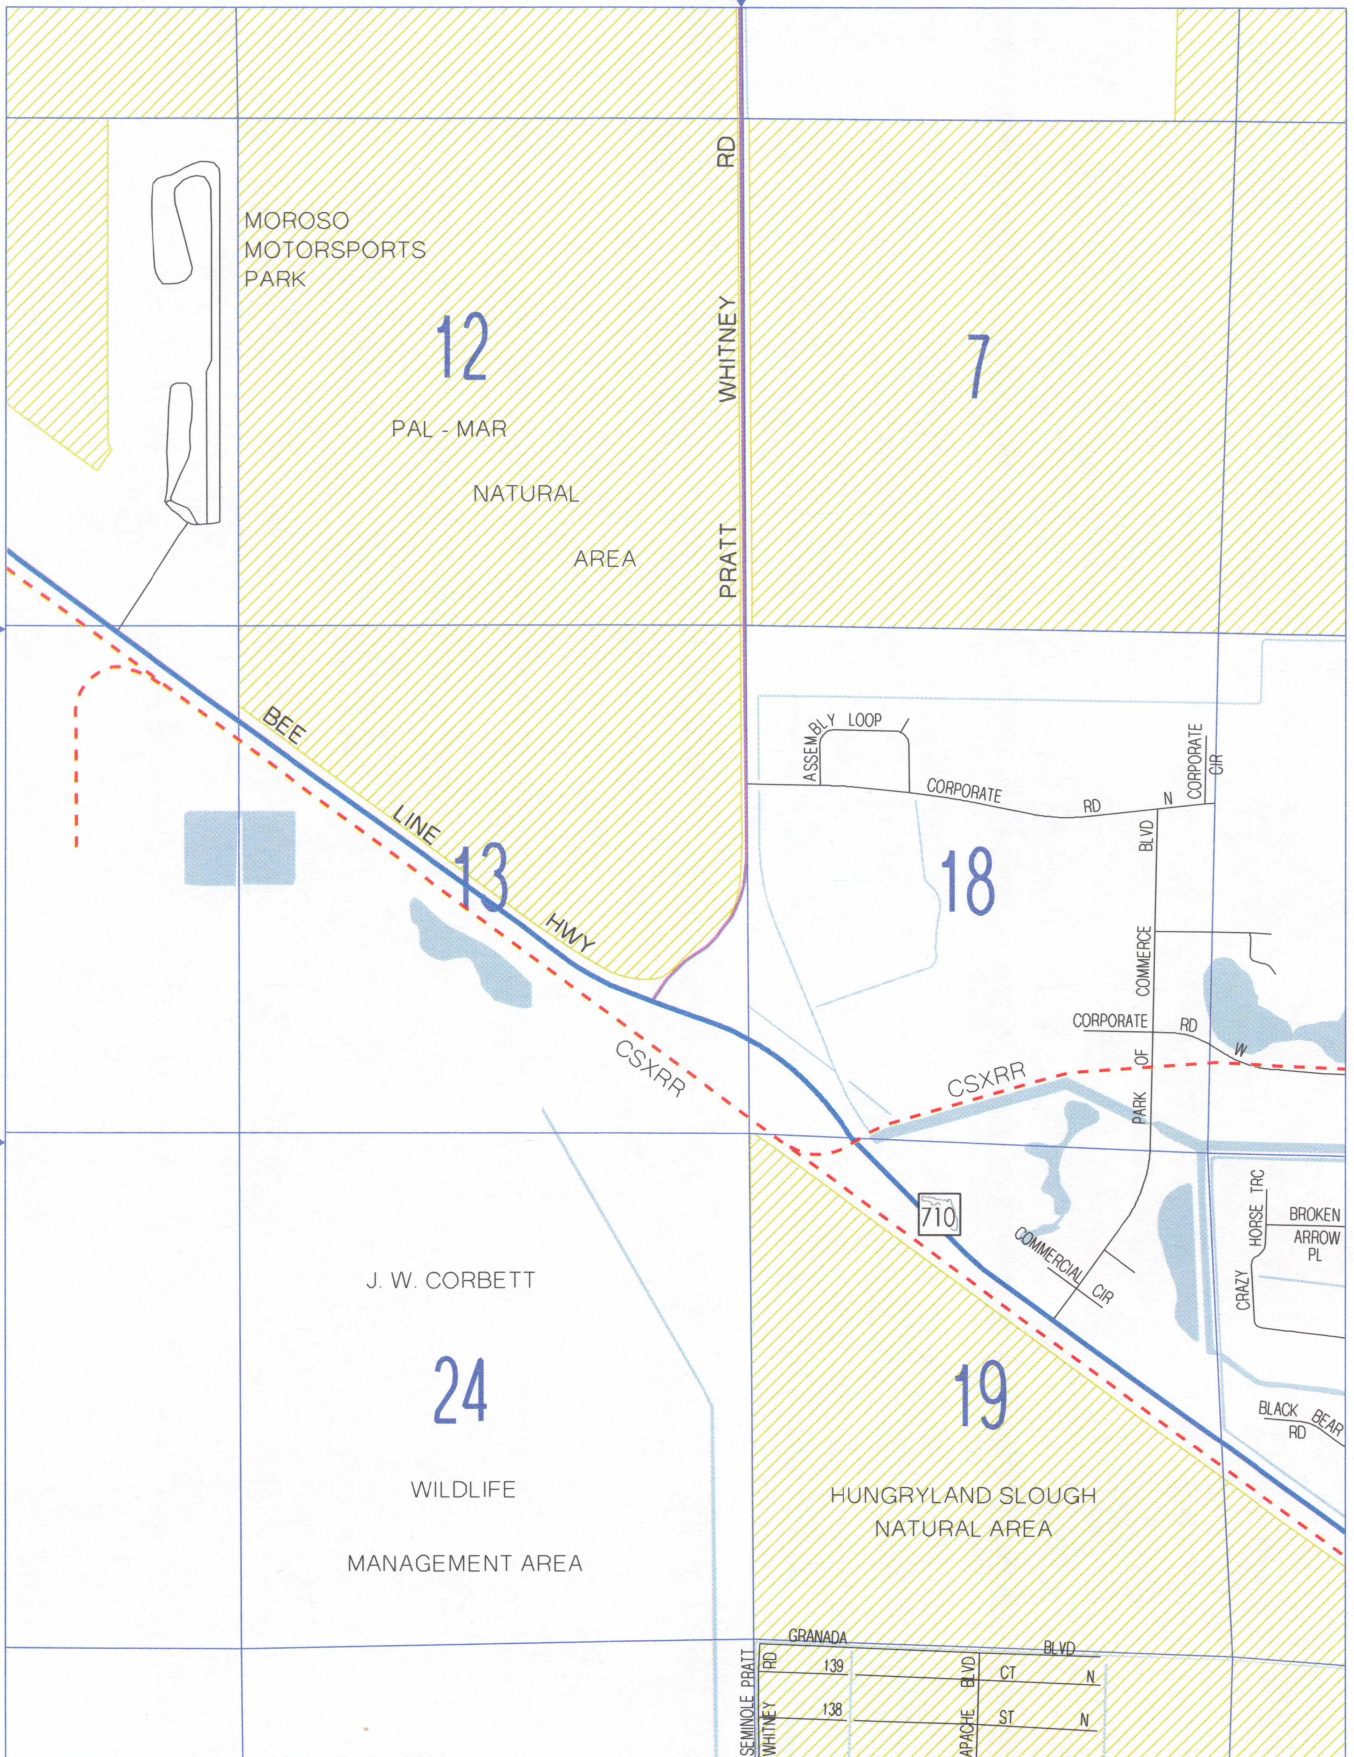 MOROSO
MOTORSPORTS
PARK
12
7
PAL - MAR
NATURAL
AREA
PRATT WHITNEY RD
BEE LINE HWY
13
ASSEMBLY LOOP
CORPORATE RD N
CORPORATE
CIR
18
PARK OF COMMERCE BLVD
CORPORATE RD W
CSXRR
CSXRR
710
COMMERCIAL CIR
CRAZY HORSE TRC
BROKEN
ARROW
PL
J. W. CORBETT
24
WILDLIFE
MANAGEMENT AREA
19
BLACK BEAR
RD
HUNGRYLAND SLOUGH
NATURAL AREA
GRANADA BLVD
SEMINOLE PRATT
WHITNEY RD
139 CT N
138 ST N
APACHE BLVD